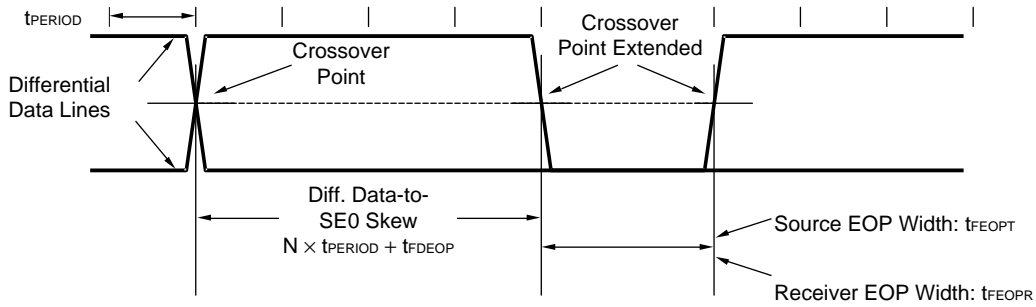 tPERIOD
Crossover
Point
Crossover
Point Extended
Differential
Data Lines
Diff. Data-to-
SE0 Skew
N × tPERIOD + tFDEOP
Source EOP Width: tFEOPT
Receiver EOP Width: tFEOPR